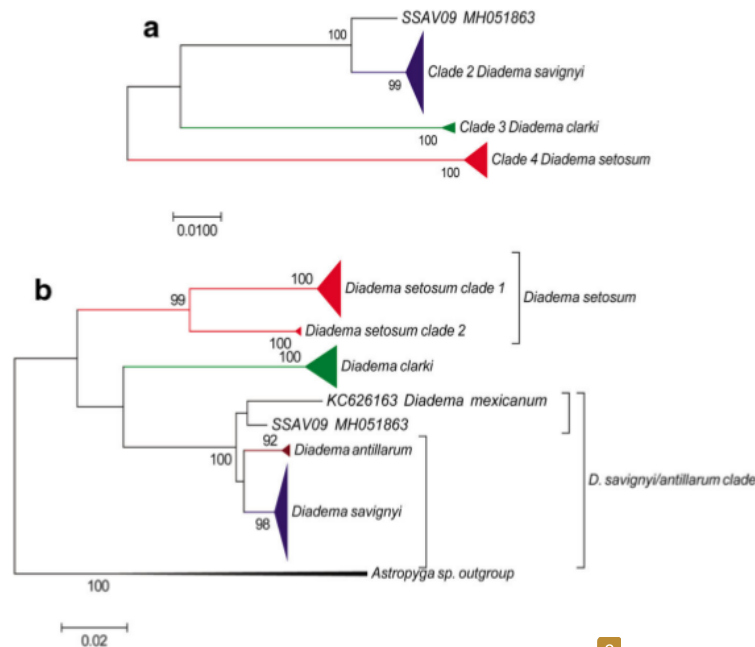 a
SSAV09 MH051863
100
Clade 2 Diadema savignyi
99
Clade 3 Diadema clarki
100
Clade 4 Diadema setosum
100
0.0100
b
100
Diadema setosum clade 1
99
Diadema setosum
Diadema setosum clade 2
100
100
Diadema clarki
KC626163 Diadema mexicanum
SSAV09 MH051863
100
92
Diadema antillarum
D. savignyi/antillarum clade
Diadema savignyi
98
Astropyga sp. outgroup
100
0.02